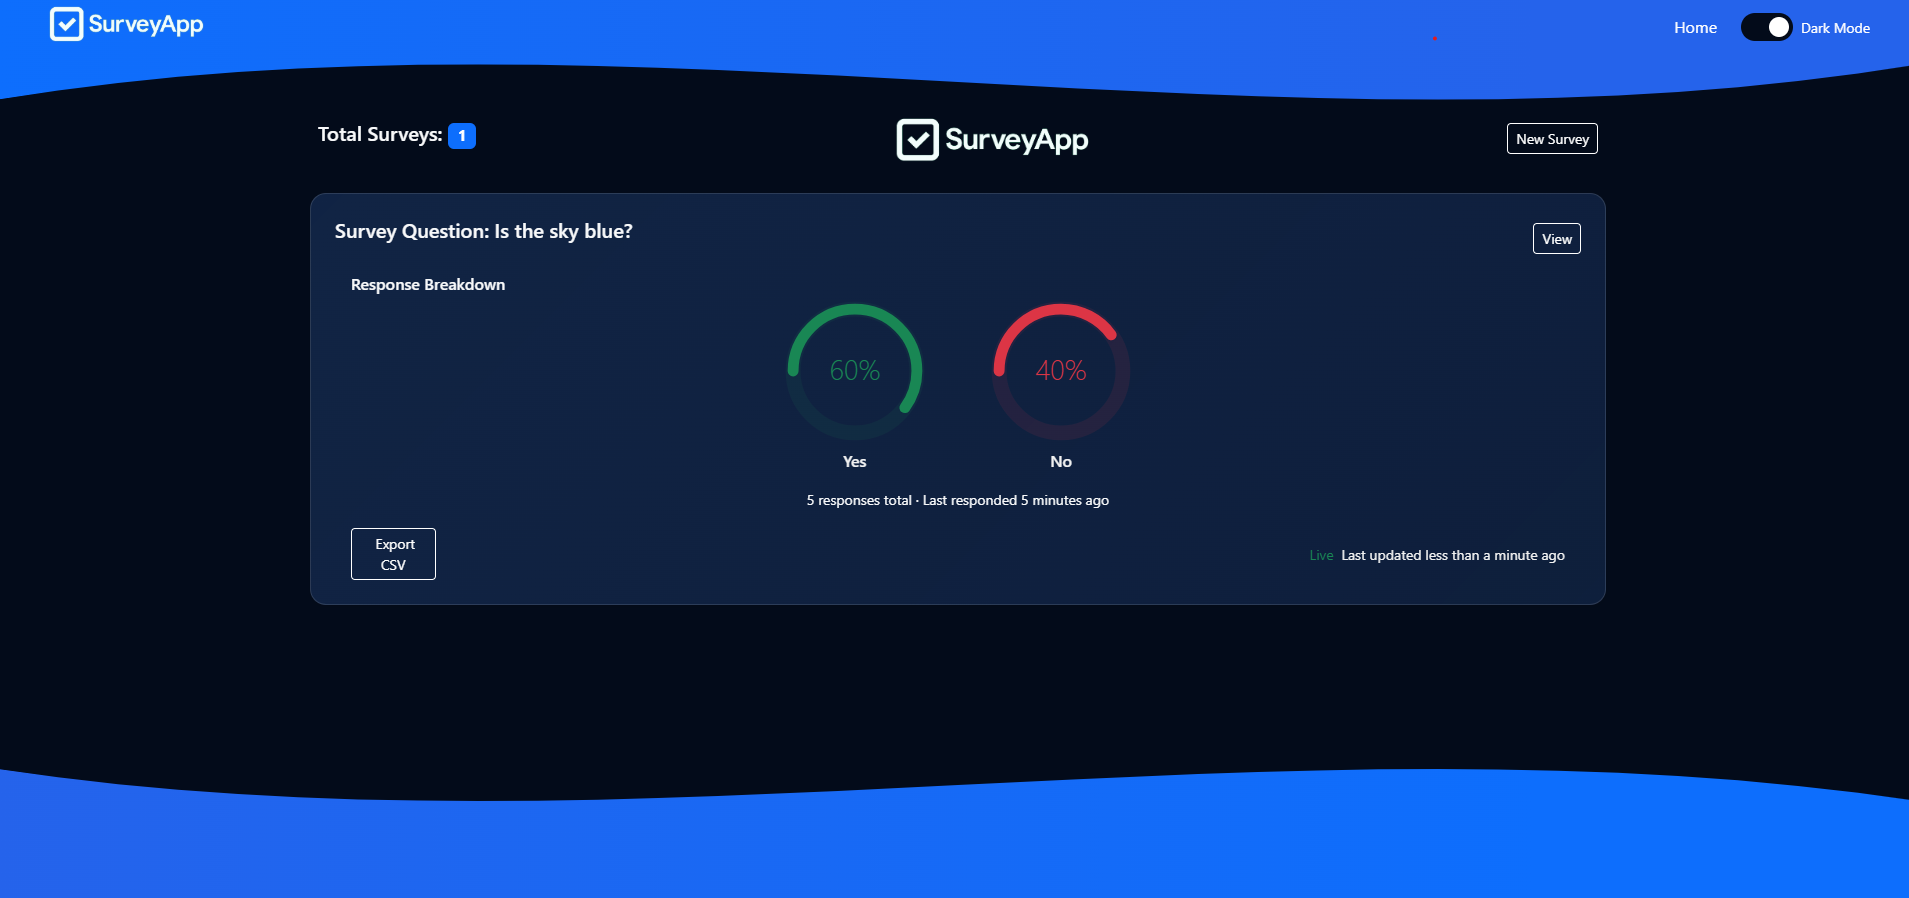 SurveyApp
Home
Dark Mode
Total Surveys: 1
SurveyApp
New Survey
Survey Question: Is the sky blue?
View
Response Breakdown
60%
40%
Yes
No
5 responses total · Last responded 5 minutes ago
Export
CSV
Live Last updated less than a minute ago